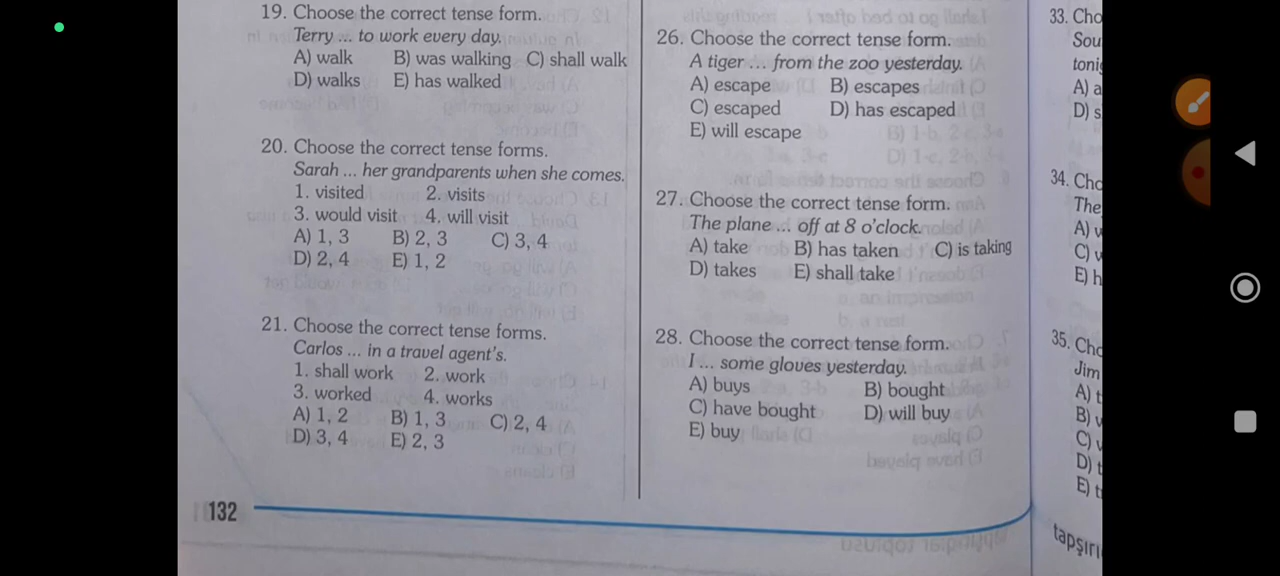 19. Choose the correct tense form.
Terry ... to work every day.
A) walk B) was walking C) shall walk
D) walks E) has walked
20. Choose the correct tense forms.
Sarah ... her grandparents when she comes.
1. visited 2. visits
3. would visit 4. will visit
A) 1, 3 B) 2, 3 C) 3, 4
D) 2, 4 E) 1, 2
21. Choose the correct tense forms.
Carlos ... in a travel agent's.
1. shall work 2. work
3. worked 4. works
A) 1, 2 B) 1, 3 C) 2, 4
D) 3, 4 E) 2, 3
132
26. Choose the correct tense form.
A tiger ... from the zoo yesterday.
A) escape B) escapes
C) escaped D) has escaped
E) will escape
27. Choose the correct tense form.
The plane ... off at 8 o'clock.
A) take B) has taken C) is taking
D) takes E) shall take
28. Choose the correct tense form.
I ... some gloves yesterday.
A) buys B) bought
C) have bought D) will buy
E) buy
33. Cho
Sou
tonig
A) a
D) s
34. Cho
The
A)
C)
E) h
35. Cho
Jim
A) t
B)
C)
D) t
E) t
tapşırı